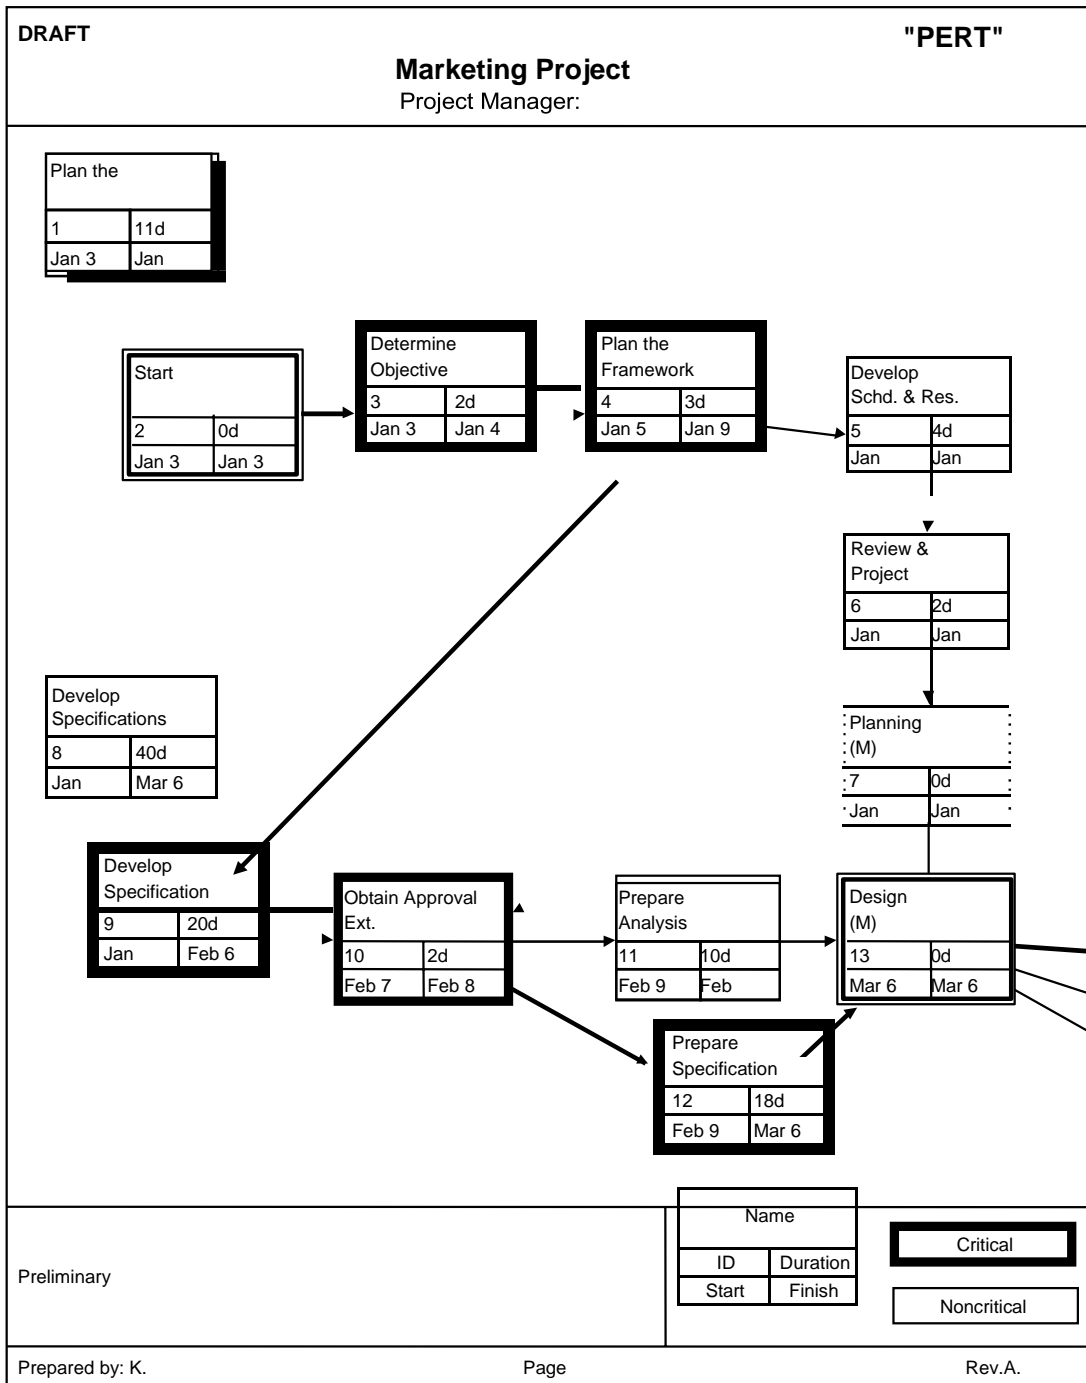 DRAFT
"PERT"
Marketing Project
Project Manager:
Plan the
1 11d
Jan 3 Jan
Start
2 0d
Jan 3 Jan 3
Determine
Objective
3 2d
Jan 3 Jan 4
Plan the
Framework
4 3d
Jan 5 Jan 9
Develop
Schd. & Res.
5 4d
Jan Jan
Review &
Project
6 2d
Jan Jan
Planning
(M)
7 0d
Jan Jan
Develop
Specifications
8 40d
Jan Mar 6
Develop
Specification
9 20d
Jan Feb 6
Obtain Approval
Ext.
10 2d
Feb 7 Feb 8
Prepare
Analysis
11 10d
Feb 9 Feb
Design
(M)
13 0d
Mar 6 Mar 6
Prepare
Specification
12 18d
Feb 9 Mar 6
Name
ID Duration
Start Finish
Critical
Noncritical
Preliminary
Prepared by: K.
Page
Rev.A.